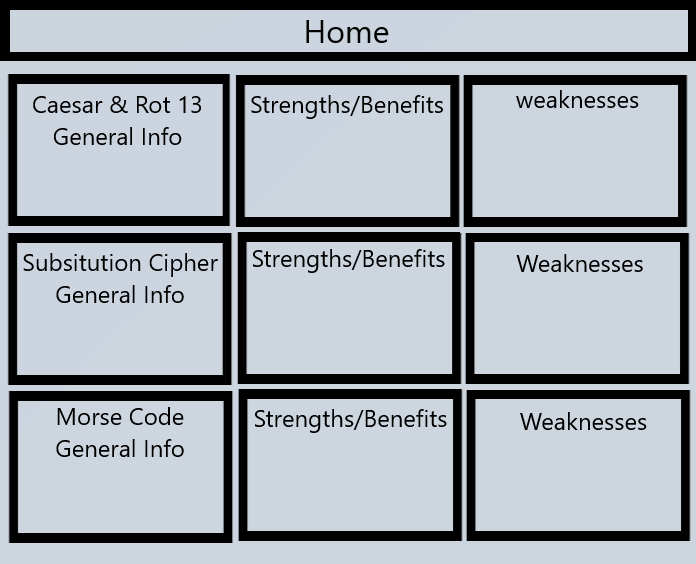 Home
Caesar & Rot 13
General Info
Strengths/Benefits
weaknesses
Subsitution Cipher
General Info
Strengths/Benefits
Weaknesses
Morse Code
General Info
Strengths/Benefits
Weaknesses